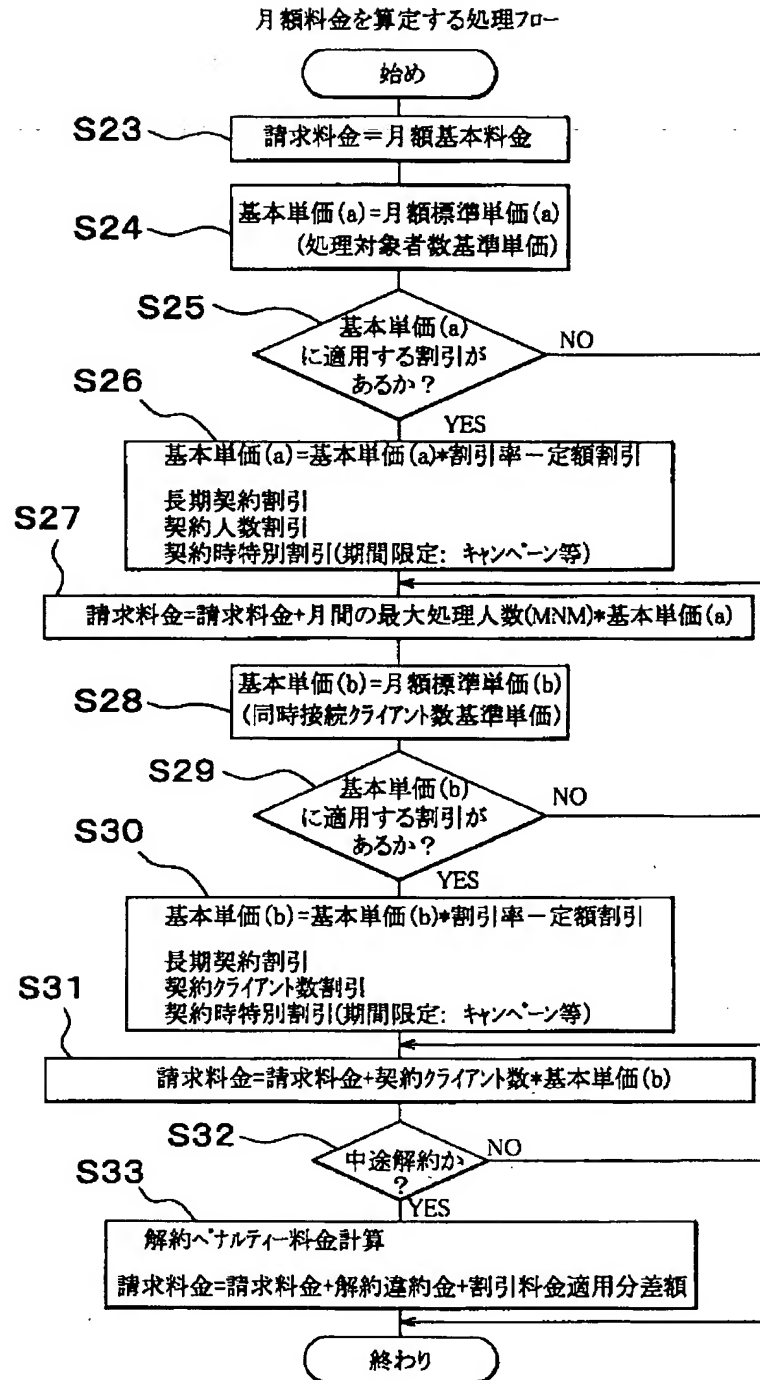 月額料金を算定する処理フロー
始め
S23
請求料金=月額基本料金
S24
基本単価(a)=月額標準単価(a)
(処理対象者数基準単価)
S25
基本単価(a)
に適用する割引が
あるか?
NO
YES
S26
基本単価(a)=基本単価(a)*割引率-定額割引
長期契約割引
契約人数割引
契約時特別割引(期間限定: キャンペーン等)
S27
請求料金=請求料金+月間の最大処理人数(MNM)*基本単価(a)
S28
基本単価(b)=月額標準単価(b)
(同時接続クライアント数基準単価)
S29
基本単価(b)
に適用する割引が
あるか?
NO
YES
S30
基本単価(b)=基本単価(b)*割引率-定額割引
長期契約割引
契約クライアント数割引
契約時特別割引(期間限定: キャンペーン等)
S31
請求料金=請求料金+契約クライアント数*基本単価(b)
S32
中途解約か
?
NO
YES
S33
解約ペナルティー料金計算
請求料金=請求料金+解約違約金+割引料金適用分差額
終わり